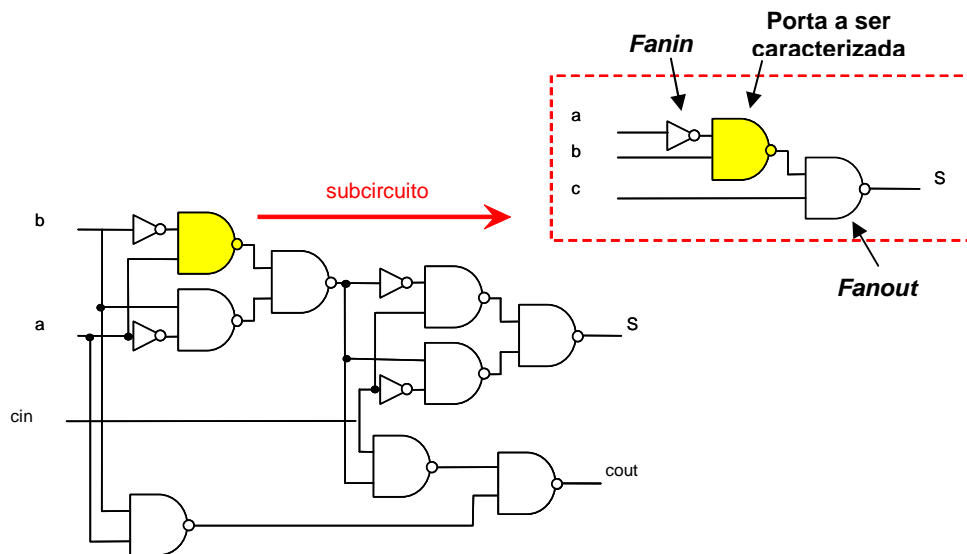 Porta a ser
caracterizada
Fanin
a
b
c
S
Fanout
subcircuito
b
a
S
cin
cout